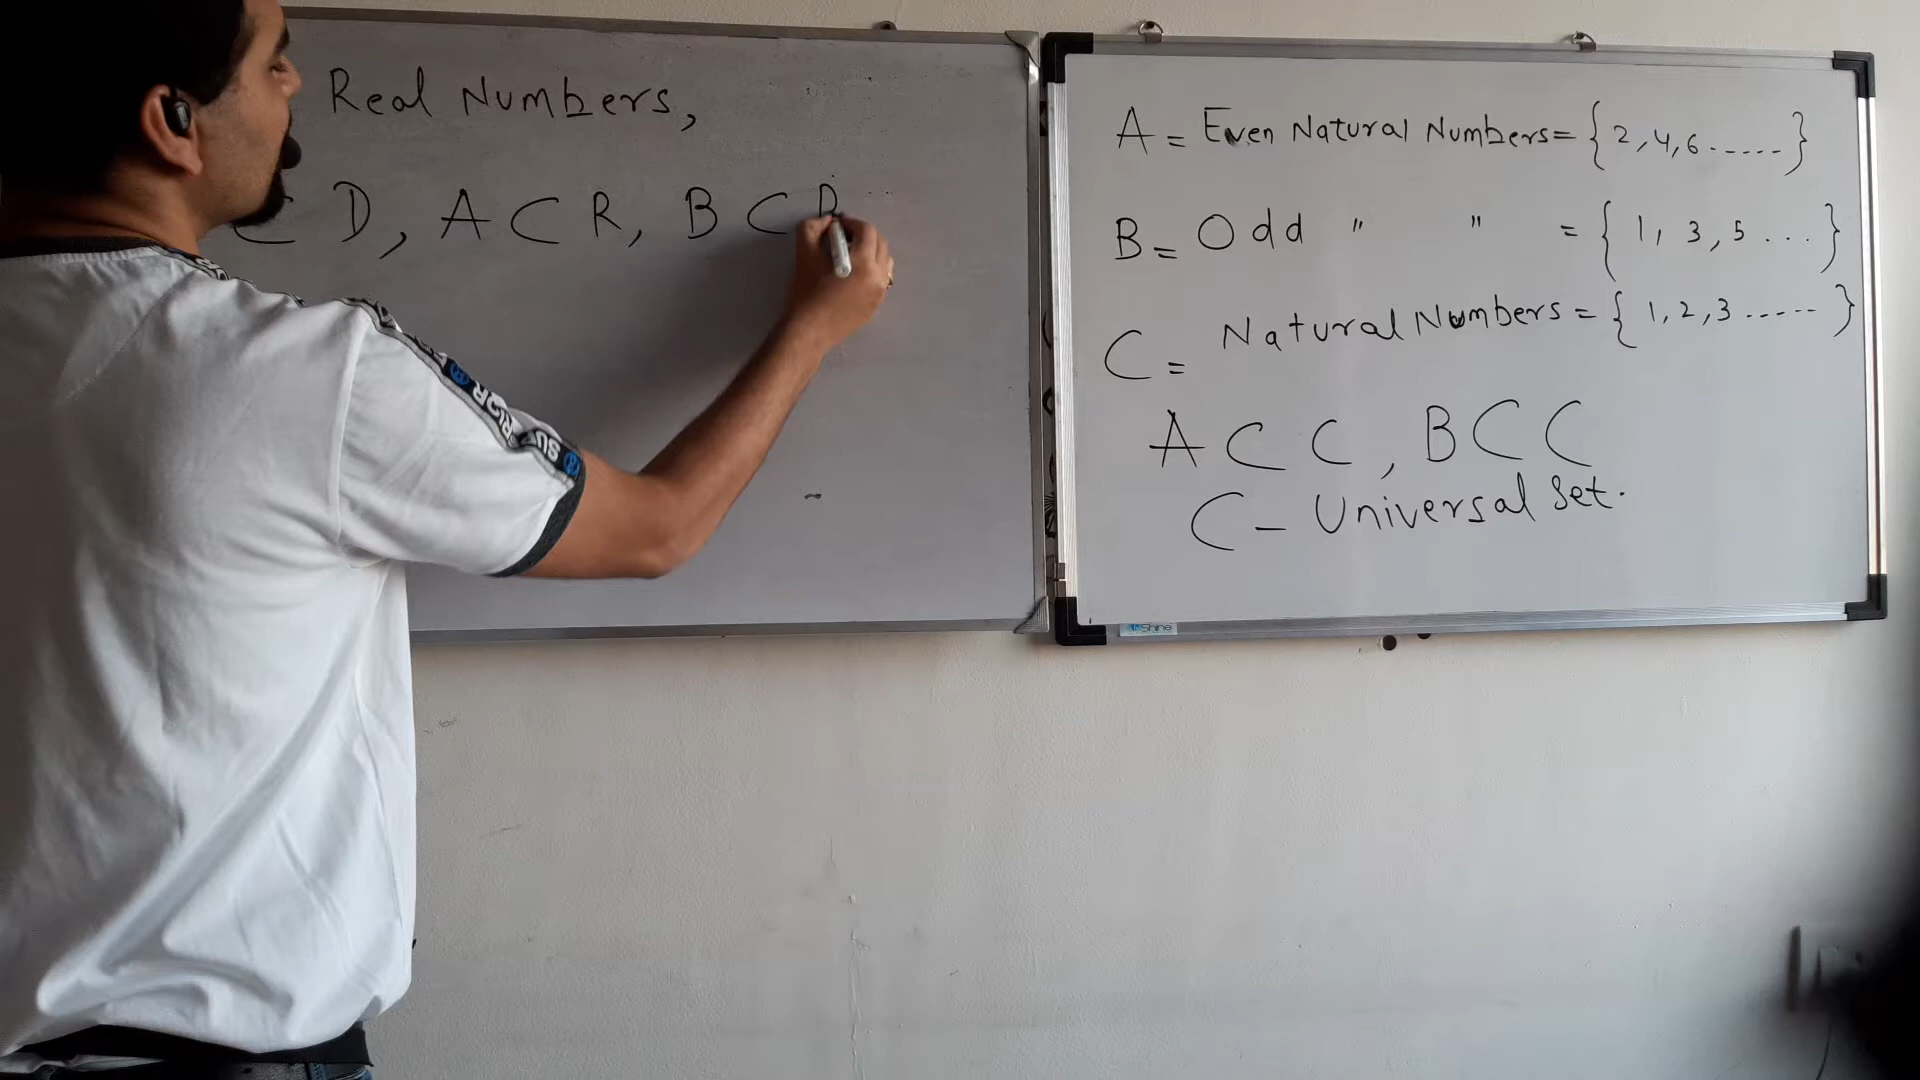 Real Numbers,
⊂ D, A ⊂ R, B ⊂ R
A = Even Natural Numbers = {2,4,6.....}
B = Odd " " = {1, 3, 5 ...}
C = Natural Numbers = {1,2,3.....}
A ⊂ C, B ⊂ C
C - Universal Set.
Shine